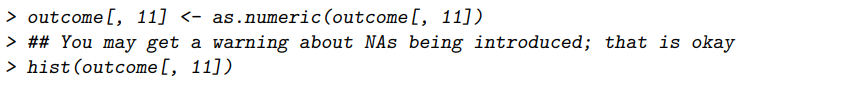 > outcome[, 11] <- as.numeric(outcome[, 11])
> ## You may get a warning about NAs being introduced; that is okay
> hist(outcome[, 11])